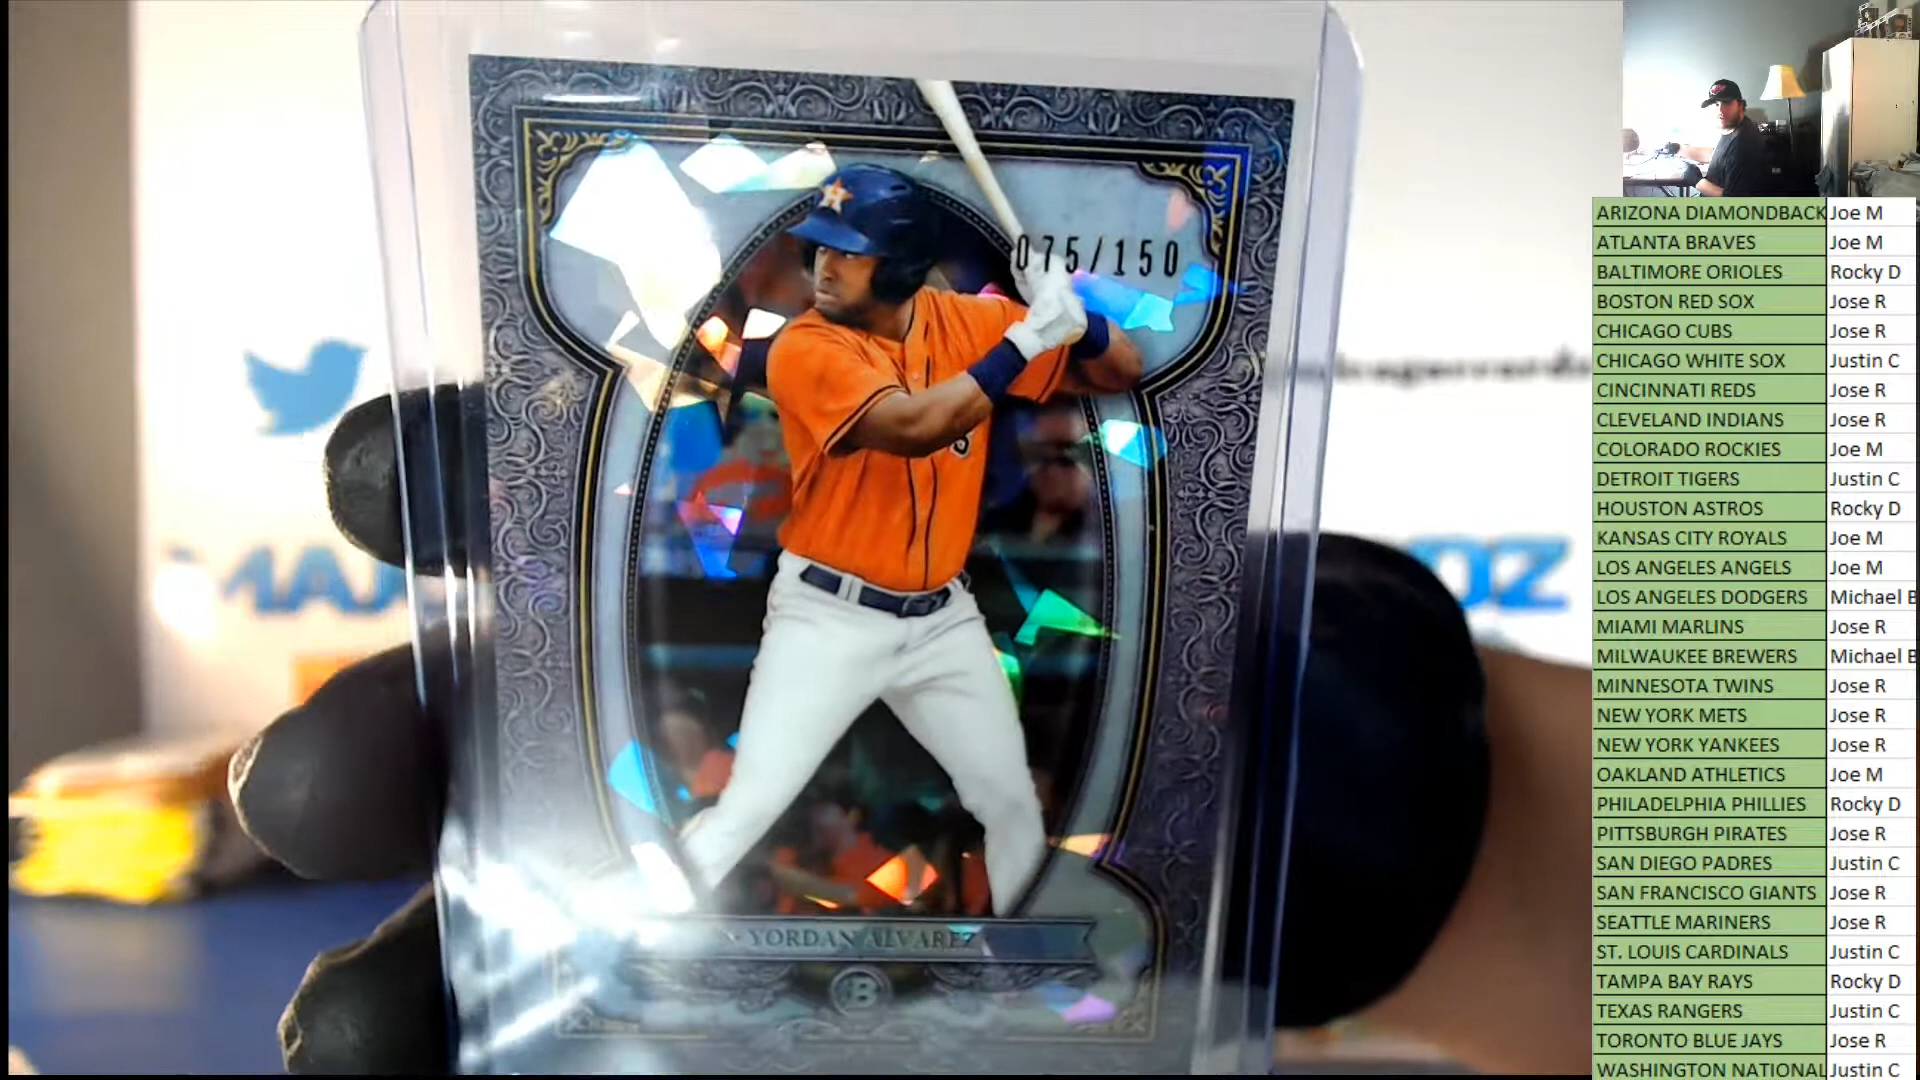 075/150
YORDAN ALVAREZ
B
ARIZONA DIAMONDBACK Joe M
ATLANTA BRAVES Joe M
BALTIMORE ORIOLES Rocky D
BOSTON RED SOX Jose R
CHICAGO CUBS Jose R
CHICAGO WHITE SOX Justin C
CINCINNATI REDS Jose R
CLEVELAND INDIANS Jose R
COLORADO ROCKIES Joe M
DETROIT TIGERS Justin C
HOUSTON ASTROS Rocky D
KANSAS CITY ROYALS Joe M
LOS ANGELES ANGELS Joe M
LOS ANGELES DODGERS Michael B
MIAMI MARLINS Jose R
MILWAUKEE BREWERS Michael B
MINNESOTA TWINS Jose R
NEW YORK METS Jose R
NEW YORK YANKEES Jose R
OAKLAND ATHLETICS Joe M
PHILADELPHIA PHILLIES Rocky D
PITTSBURGH PIRATES Jose R
SAN DIEGO PADRES Justin C
SAN FRANCISCO GIANTS Jose R
SEATTLE MARINERS Jose R
ST. LOUIS CARDINALS Justin C
TAMPA BAY RAYS Rocky D
TEXAS RANGERS Justin C
TORONTO BLUE JAYS Jose R
WASHINGTON NATIONAL Justin C